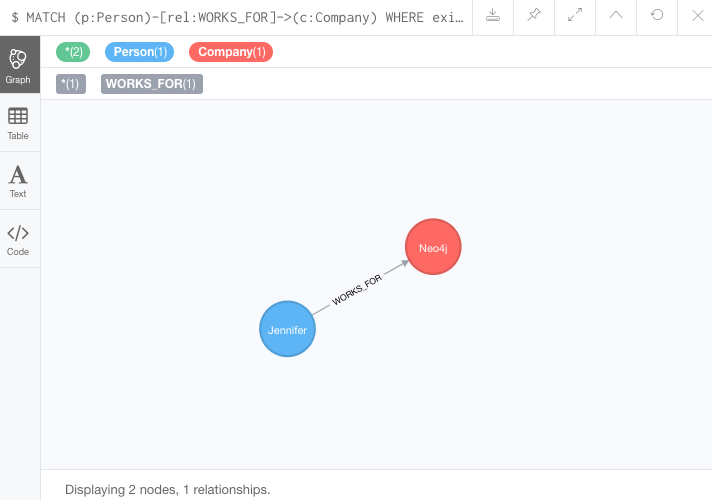 $ MATCH (p:Person)-[rel:WORKS_FOR]->(c:Company) WHERE exi…
*(2) Person(1) Company(1)
*(1) WORKS_FOR(1)
Graph
Table
Text
Code
Neo4j
WORKS_FOR
Jennifer
Displaying 2 nodes, 1 relationships.